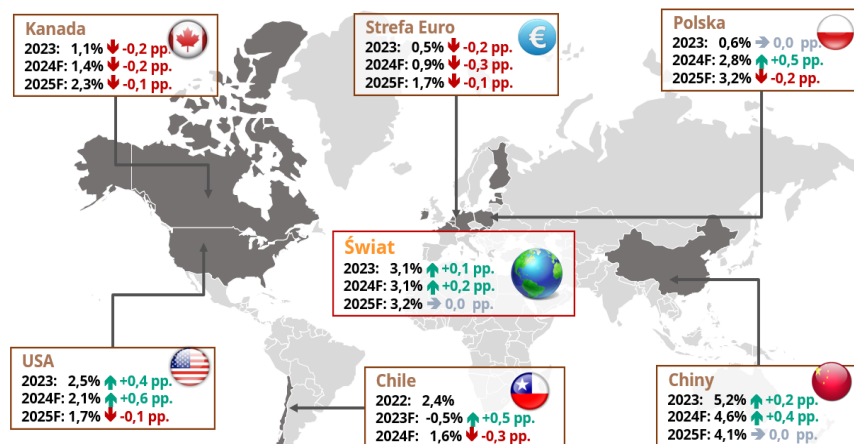 Kanada
2023: 1,1% -0,2 pp.
2024F: 1,4% -0,2 pp.
2025F: 2,3% -0,1 pp.
Strefa Euro
2023: 0,5% -0,2 pp.
2024F: 0,9% -0,3 pp.
2025F: 1,7% -0,1 pp.
€
Polska
2023: 0,6% 0,0 pp.
2024F: 2,8% +0,5 pp.
2025F: 3,2% -0,2 pp.
Świat
2023: 3,1% +0,1 pp.
2024F: 3,1% +0,2 pp.
2025F: 3,2% 0,0 pp.
USA
2023: 2,5% +0,4 pp.
2024F: 2,1% +0,6 pp.
2025F: 1,7% -0,1 pp.
Chile
2022: 2,4%
2023F: -0,5% +0,5 pp.
2024F: 1,6% -0,3 pp.
Chiny
2023: 5,2% +0,2 pp.
2024F: 4,6% +0,4 pp.
2025F: 4,1% 0,0 pp.